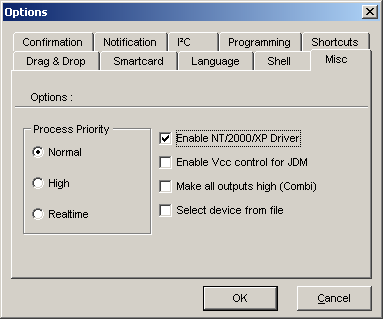 Options
Confirmation Notification I²C Programming Shortcuts
Drag & Drop Smartcard Language Shell Misc
Options :
Process Priority
Normal
High
Realtime
Enable NT/2000/XP Driver
Enable Vcc control for JDM
Make all outputs high (Combi)
Select device from file
OK Cancel